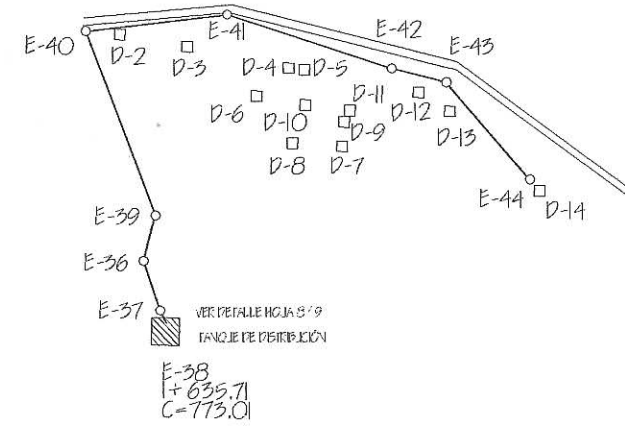 E-40
E-41
E-42
E-43
D-2
D-3
D-4
D-5
D-6
D-10
D-11
D-9
D-8
D-7
D-12
D-13
E-44
D-14
E-39
E-36
E-37
VER DETALLE HOJA 8/9
TANQUE DE DISTRIBUCIÓN
E-38
1+635.71
C=773.01